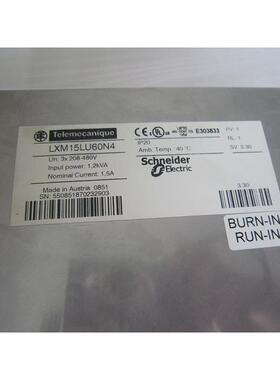 Telemecanique
LXM15LU60N4
Un: 3x 208-480V
Input power: 1,2kVA
Nominal Current: 1,5A
Made in Austria 0851
SN: 550851870232903
E303833
IP20
Amb. Temp. 40°C
Schneider
Electric
PV: 1
RL: 1
SV: 3.30
3.30
BURN-IN
RUN-IN